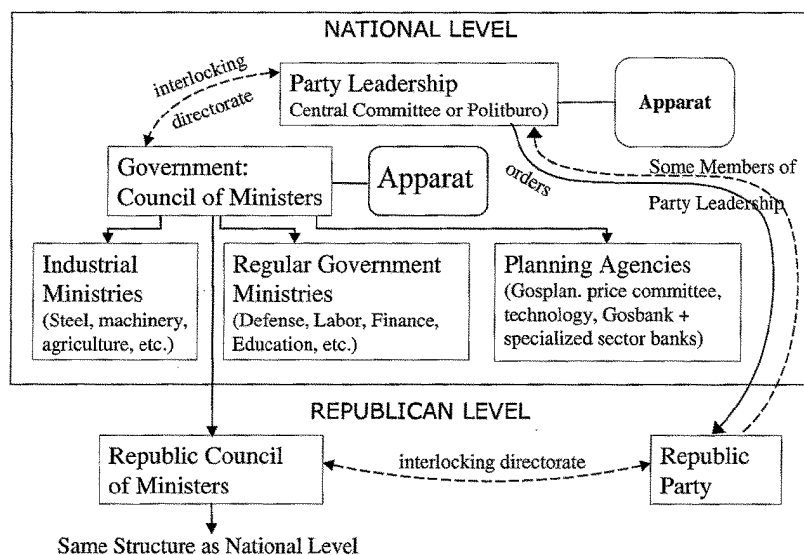 NATIONAL LEVEL
interlocking
directorate
Party Leadership
Central Committee or Politburo)
Apparat
Government:
Council of Ministers
Apparat
orders
Some Members of
Party Leadership
Industrial
Ministries
(Steel, machinery,
agriculture, etc.)
Regular Government
Ministries
(Defense, Labor, Finance,
Education, etc.)
Planning Agencies
(Gosplan. price committee,
technology, Gosbank +
specialized sector banks)
REPUBLICAN LEVEL
Republic Council
of Ministers
interlocking directorate
Republic
Party
Same Structure as National Level